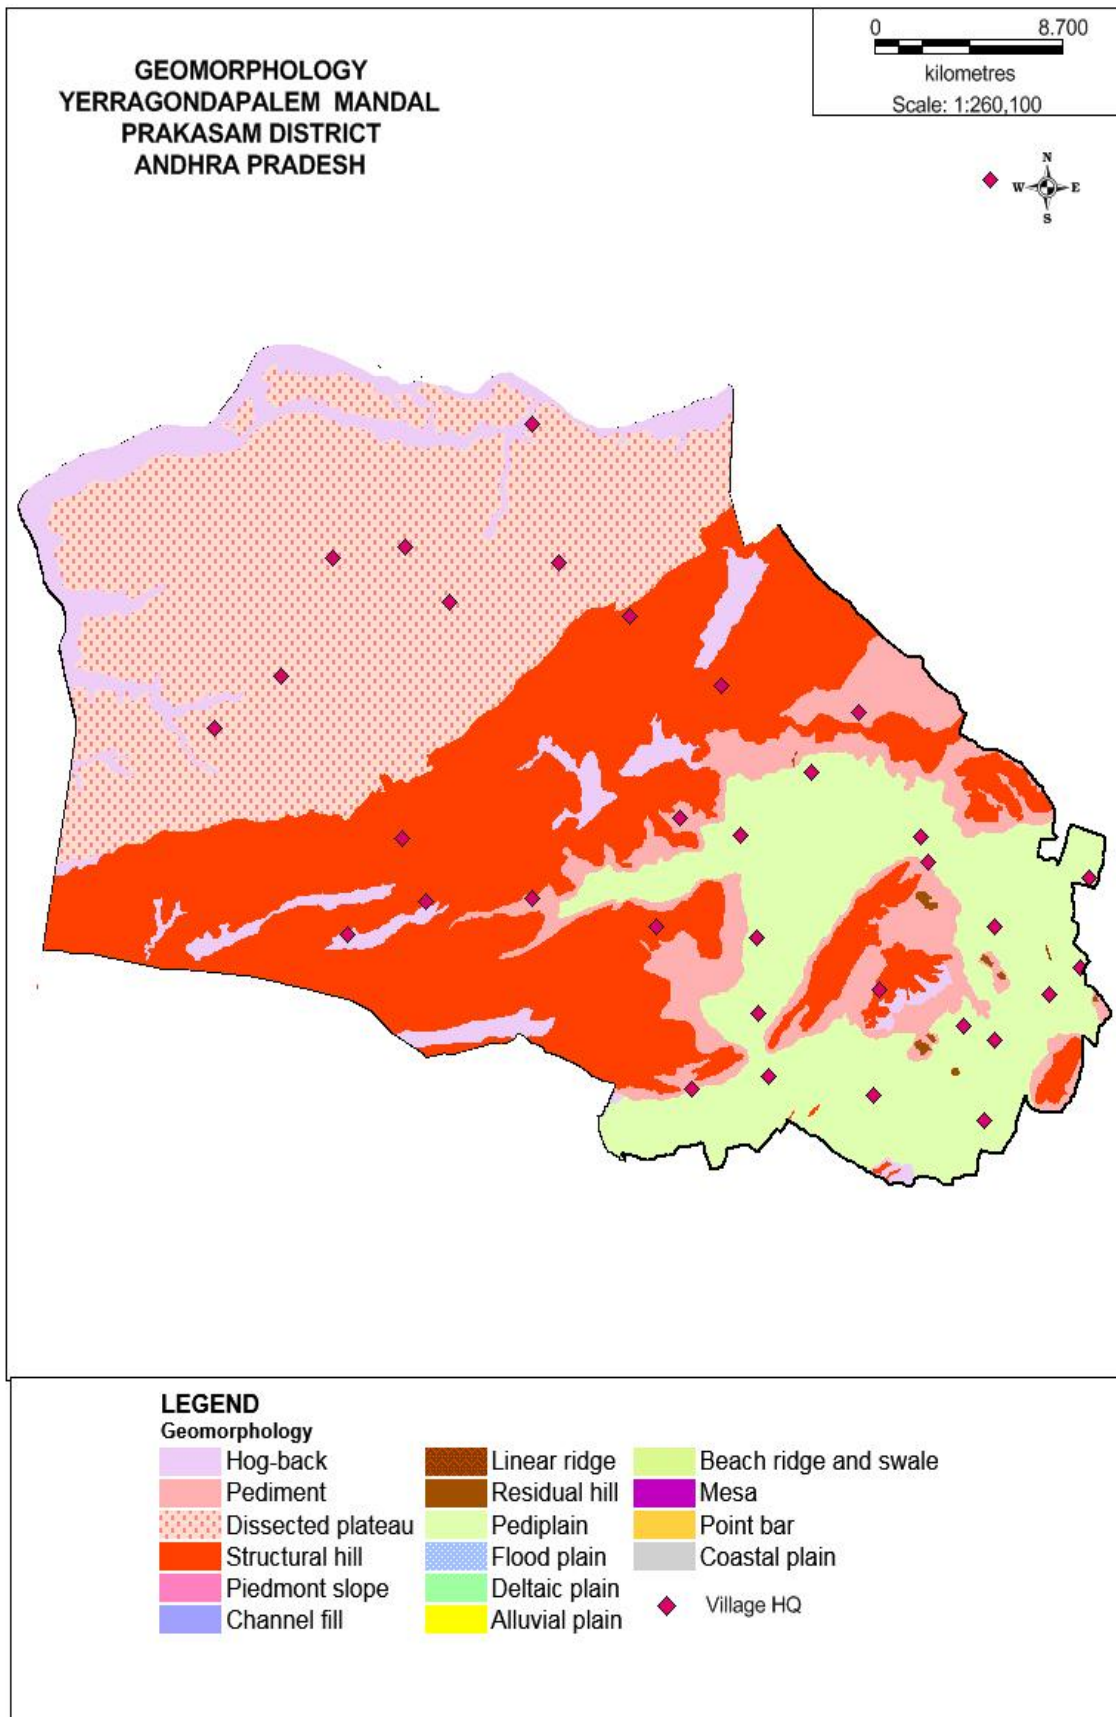 GEOMORPHOLOGY
YERRAGONDAPALEM MANDAL
PRAKASAM DISTRICT
ANDHRA PRADESH
0 8.700
kilometres
Scale: 1:260,100
N
W E
S
LEGEND
Geomorphology
Hog-back
Pediment
Dissected plateau
Structural hill
Piedmont slope
Channel fill
Linear ridge
Residual hill
Pediplain
Flood plain
Deltaic plain
Alluvial plain
Beach ridge and swale
Mesa
Point bar
Coastal plain
Village HQ